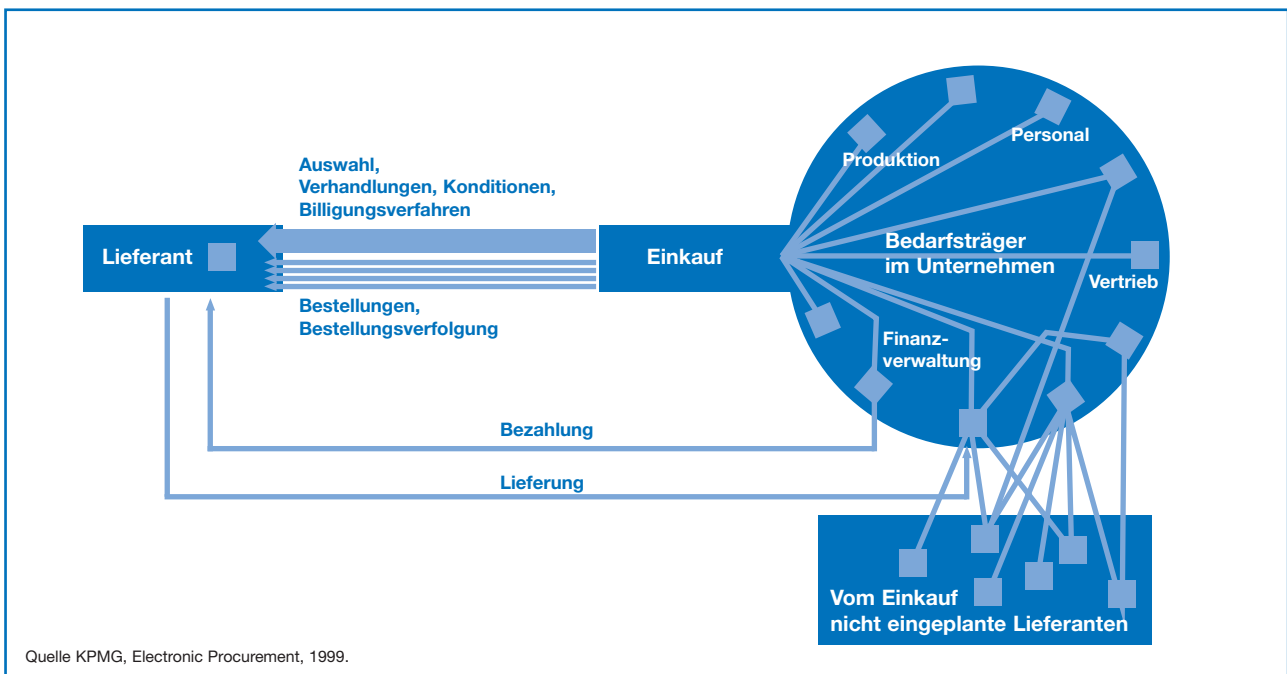 Auswahl,
Verhandlungen, Konditionen,
Billigungsverfahren
Lieferant
Einkauf
Bestellungen,
Bestellungsverfolgung
Produktion
Personal
Bedarfsträger
im Unternehmen
Vertrieb
Finanz-
verwaltung
Bezahlung
Lieferung
Vom Einkauf
nicht eingeplante Lieferanten
Quelle KPMG, Electronic Procurement, 1999.